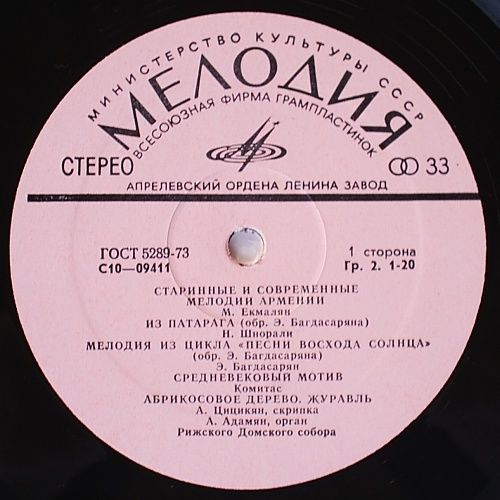 МИНИСТЕРСТВО КУЛЬТУРЫ СССР
МЕЛОДИЯ
ВСЕСОЮЗНАЯ ФИРМА ГРАМПЛАСТИНОК
СТЕРЕО 33
АПРЕЛЕВСКИЙ ОРДЕНА ЛЕНИНА ЗАВОД
ГОСТ 5289-73 1 сторона
С10—09411 Гр. 2. 1-20
СТАРИННЫЕ И СОВРЕМЕННЫЕ
МЕЛОДИИ АРМЕНИИ
М. Екмалян
ИЗ ПАТАРАГА (обр. Э. Багдасаряна)
Н. Шнорали
МЕЛОДИЯ ИЗ ЦИКЛА «ПЕСНИ ВОСХОДА СОЛНЦА»
(обр. Э. Багдасаряна)
Э. Багдасарян
СРЕДНЕВЕКОВЫЙ МОТИВ
Комитас
АБРИКОСОВОЕ ДЕРЕВО. ЖУРАВЛЬ
А. Цицикян, скрипка
А. Адамян, орган
Рижского Домского собора